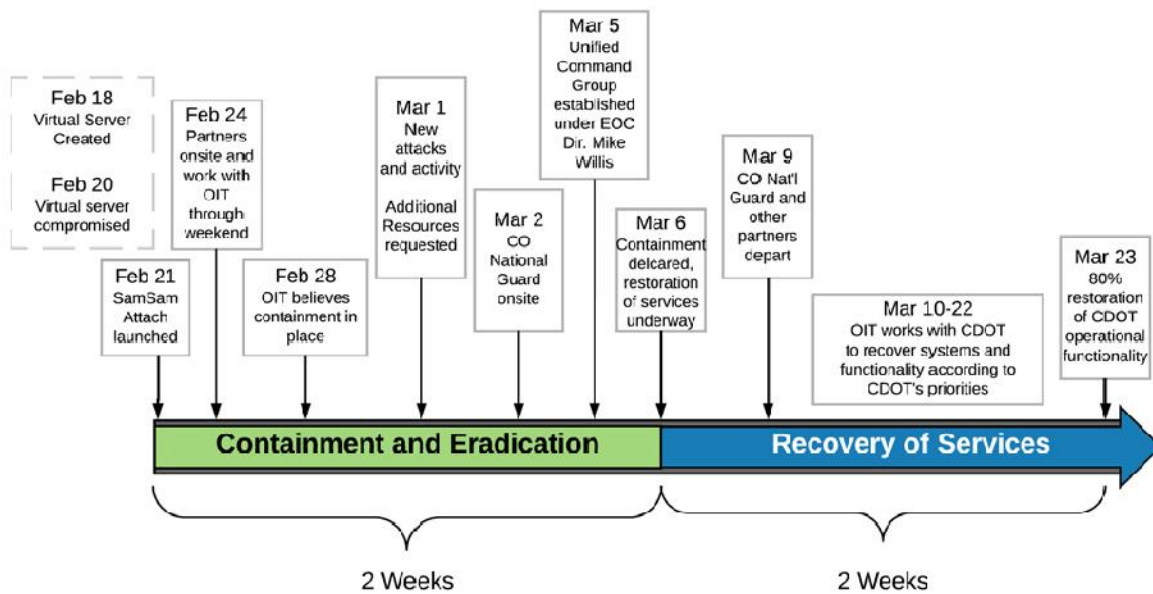 Feb 18
Virtual Server
Created
Feb 20
Virtual server
compromised
Feb 21
SamSam
Attach
launched
Feb 24
Partners
onsite and
work with
OIT
through
weekend
Feb 28
OIT believes
containment in
place
Mar 1
New
attacks
and activity
Additional
Resources
requested
Mar 2
CO
National
Guard
onsite
Mar 5
Unified
Command
Group
established
under EOC
Dir. Mike
Willis
Mar 6
Containment
delcared,
restoration
of services
underway
Mar 9
CO Nat'l
Guard and
other
partners
depart
Mar 10-22
OIT works with CDOT
to recover systems and
functionality according to
CDOT's priorities
Mar 23
80%
restoration
of CDOT
operational
functionality
Containment and Eradication
Recovery of Services
2 Weeks
2 Weeks